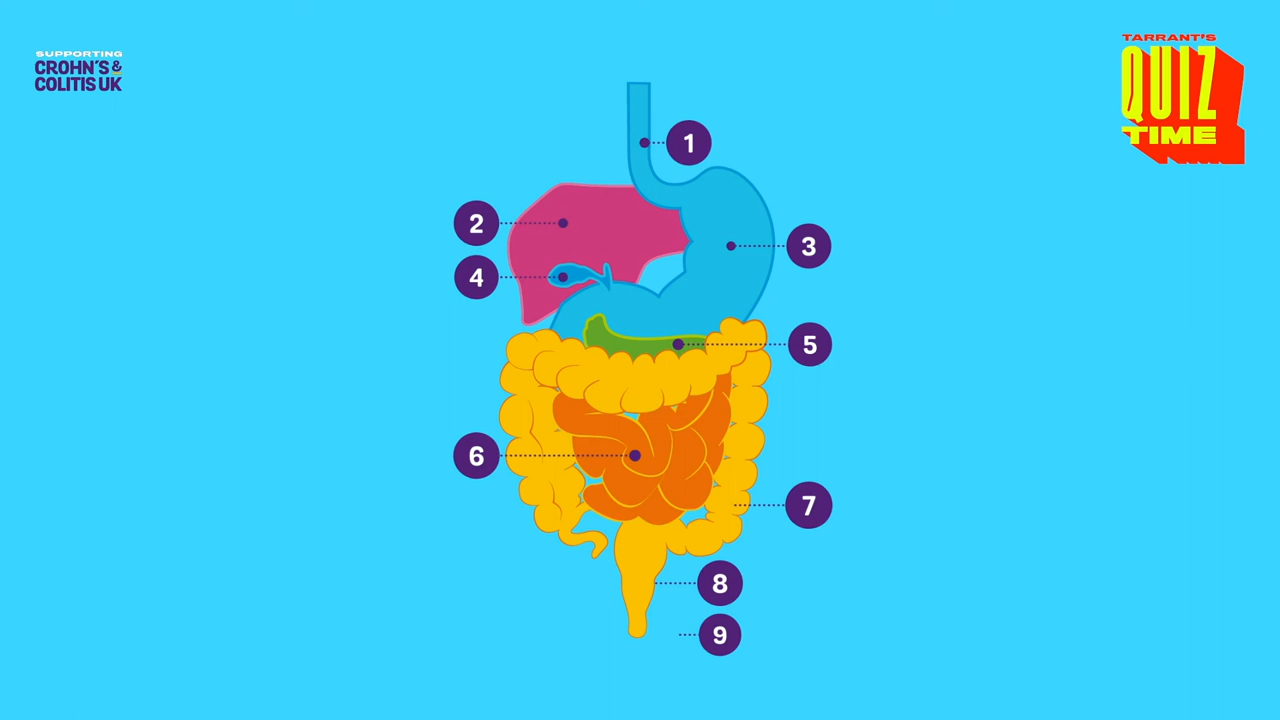 SUPPORTING
CROHN'S &
COLITIS UK
TARRANT'S
QUIZ
TIME
1
2
3
4
5
6
7
8
9